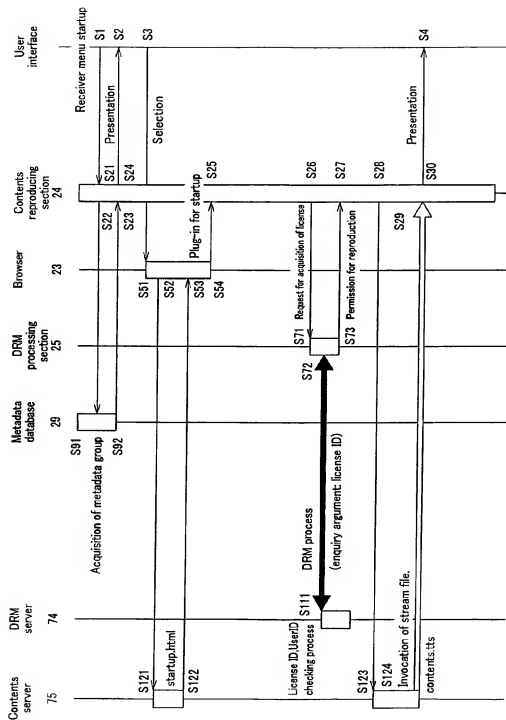 Contents
server
75
DRM
server
74
Metadata
database
29
DRM
processing
section
25
Browser
23
Contents
reproducing
section
24
User
interface
Receiver menu startup
S1
S21
S22
S91
Acquisition of metadata group
S92
S23
S24
Presentation
S2
S3
Selection
S51
S52
S121
startup.html
S122
S53
S54
Plug-in for startup
S25
S26
Request for acquisition of license
S71
S72
DRM process
(enquiry argument: license ID)
S111
License ID,UserID
checking process
S73
Permission for reproduction
S27
S28
S123
S124
Invocation of stream file.
contents.tts
S29
S30
Presentation
S4